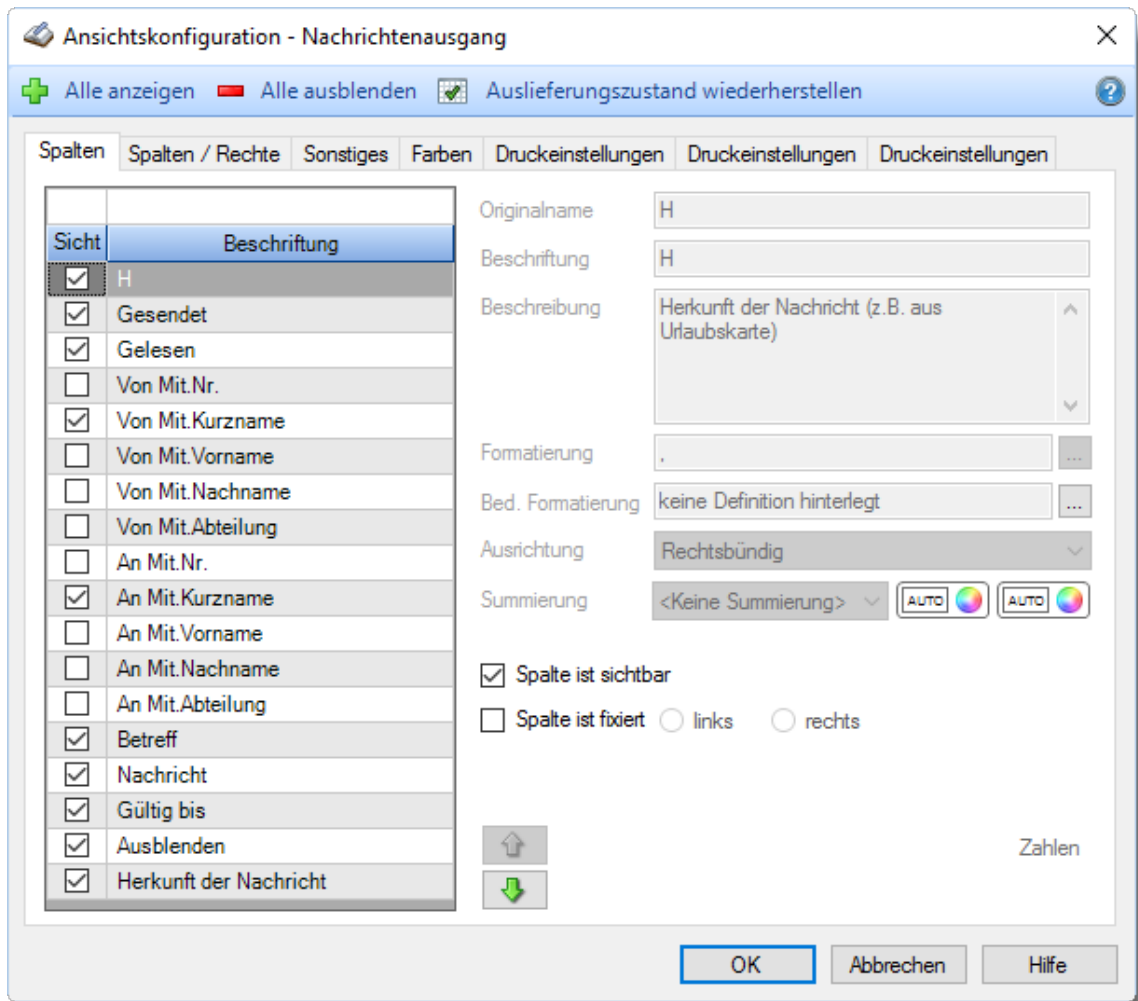 Ansichtskonfiguration - Nachrichtenausgang
Alle anzeigen Alle ausblenden Auslieferungszustand wiederherstellen ?
Spalten Spalten / Rechte Sonstiges Farben Druckeinstellungen Druckeinstellungen Druckeinstellungen
Sicht Beschriftung
H
Gesendet
Gelesen
Von Mit.Nr.
Von Mit.Kurzname
Von Mit.Vorname
Von Mit.Nachname
Von Mit.Abteilung
An Mit.Nr.
An Mit.Kurzname
An Mit.Vorname
An Mit.Nachname
An Mit.Abteilung
Betreff
Nachricht
Gültig bis
Ausblenden
Herkunft der Nachricht
Originalname H
Beschriftung H
Beschreibung Herkunft der Nachricht (z.B. aus
Urlaubskarte)
Formatierung , ...
Bed. Formatierung keine Definition hinterlegt ...
Ausrichtung Rechtsbündig
Summierung <Keine Summierung> AUTO AUTO
Spalte ist sichtbar
Spalte ist fixiert links rechts
Zahlen
OK Abbrechen Hilfe